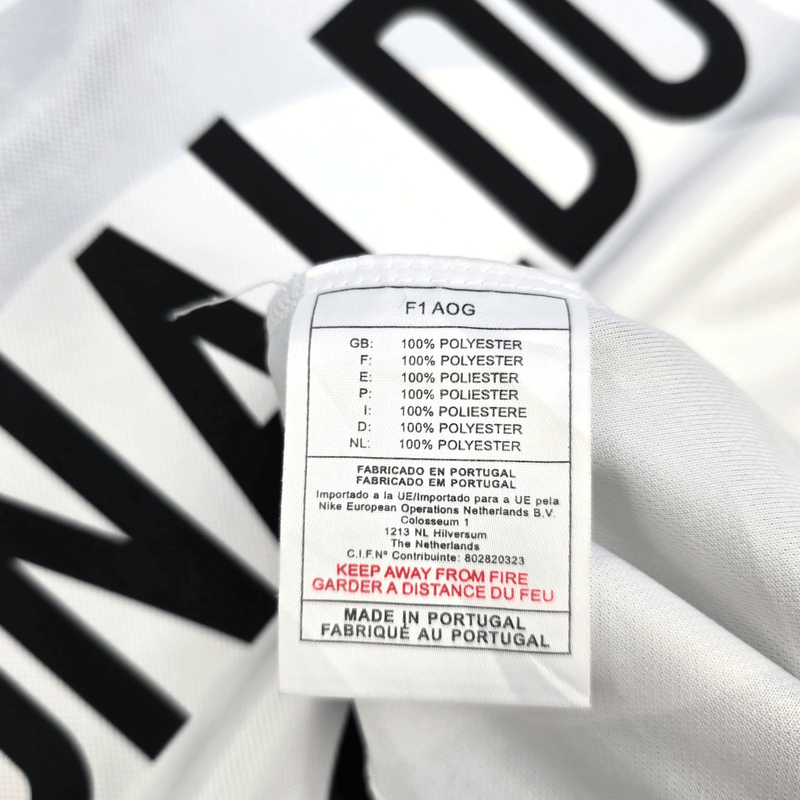 NALDO
F1 AOG
GB: 100% POLYESTER
F: 100% POLYESTER
E: 100% POLIESTER
P: 100% POLIESTER
I: 100% POLIESTERE
D: 100% POLYESTER
NL: 100% POLYESTER
FABRICADO EN PORTUGAL
FABRICADO EM PORTUGAL
Importado a la UE/Importado para a UE pela
Nike European Operations Netherlands B.V.
Colosseum 1
1213 NL Hilversum
The Netherlands
C.I.F.Nº Contribuinte: 802820323
KEEP AWAY FROM FIRE
GARDER A DISTANCE DU FEU
MADE IN PORTUGAL
FABRIQUÉ AU PORTUGAL